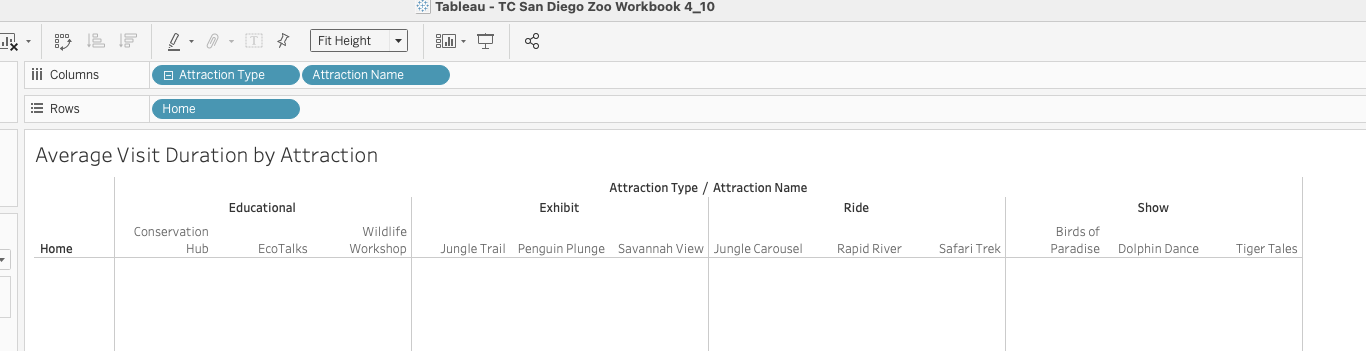 Tableau - TC San Diego Zoo Workbook 4_10
Fit Height
Columns
Attraction Type
Attraction Name
Rows
Home
Average Visit Duration by Attraction
Attraction Type / Attraction Name
Educational
Exhibit
Ride
Show
Home
Conservation
Hub
EcoTalks
Wildlife
Workshop
Jungle Trail
Penguin Plunge
Savannah View
Jungle Carousel
Rapid River
Safari Trek
Birds of
Paradise
Dolphin Dance
Tiger Tales